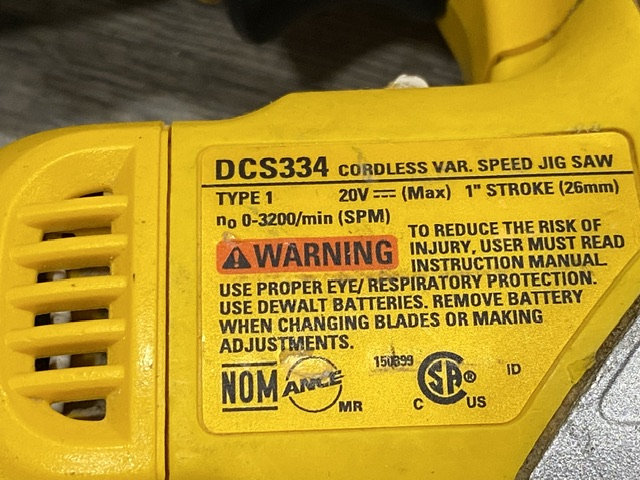 DCS334 CORDLESS VAR. SPEED JIG SAW
TYPE 1 20V ⎓ (Max) 1" STROKE (26mm)
n₀ 0-3200/min (SPM)
⚠WARNING TO REDUCE THE RISK OF
INJURY, USER MUST READ
INSTRUCTION MANUAL.
USE PROPER EYE/ RESPIRATORY PROTECTION.
USE DEWALT BATTERIES. REMOVE BATTERY
WHEN CHANGING BLADES OR MAKING
ADJUSTMENTS.
NOM ANCE MR 150899 C SA® US ID